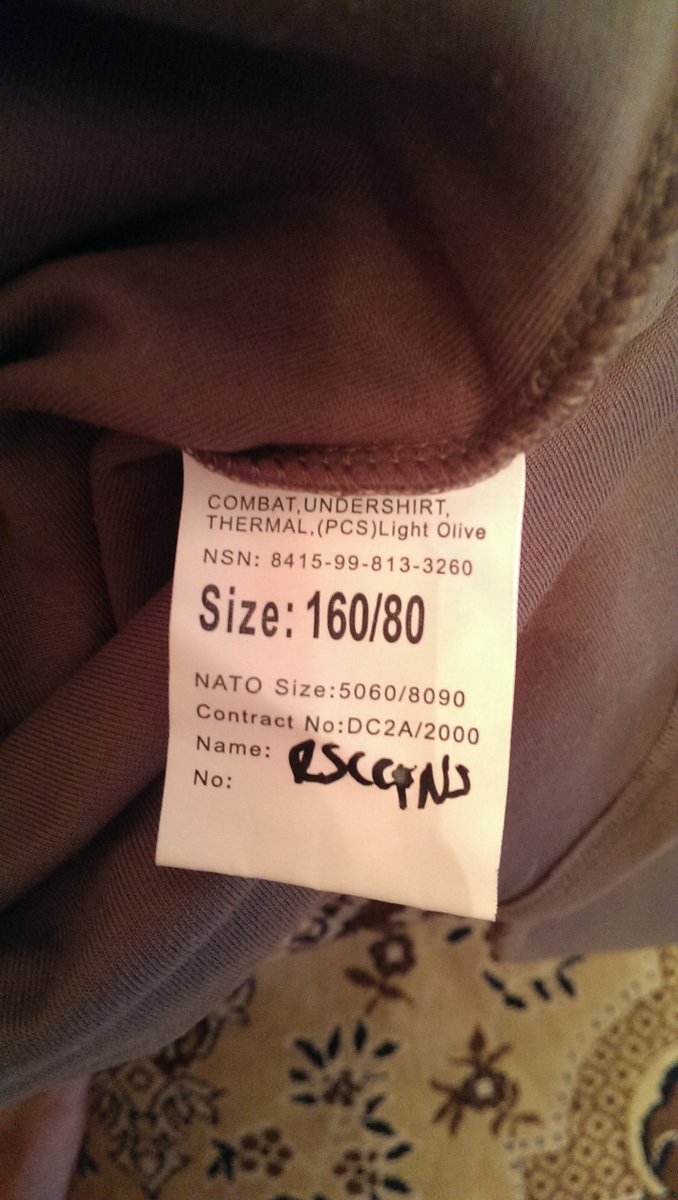 COMBAT,UNDERSHIRT,
THERMAL,(PCS)Light Olive
NSN: 8415-99-813-3260
Size: 160/80
NATO Size:5060/8090
Contract No:DC2A/2000
Name:
No: